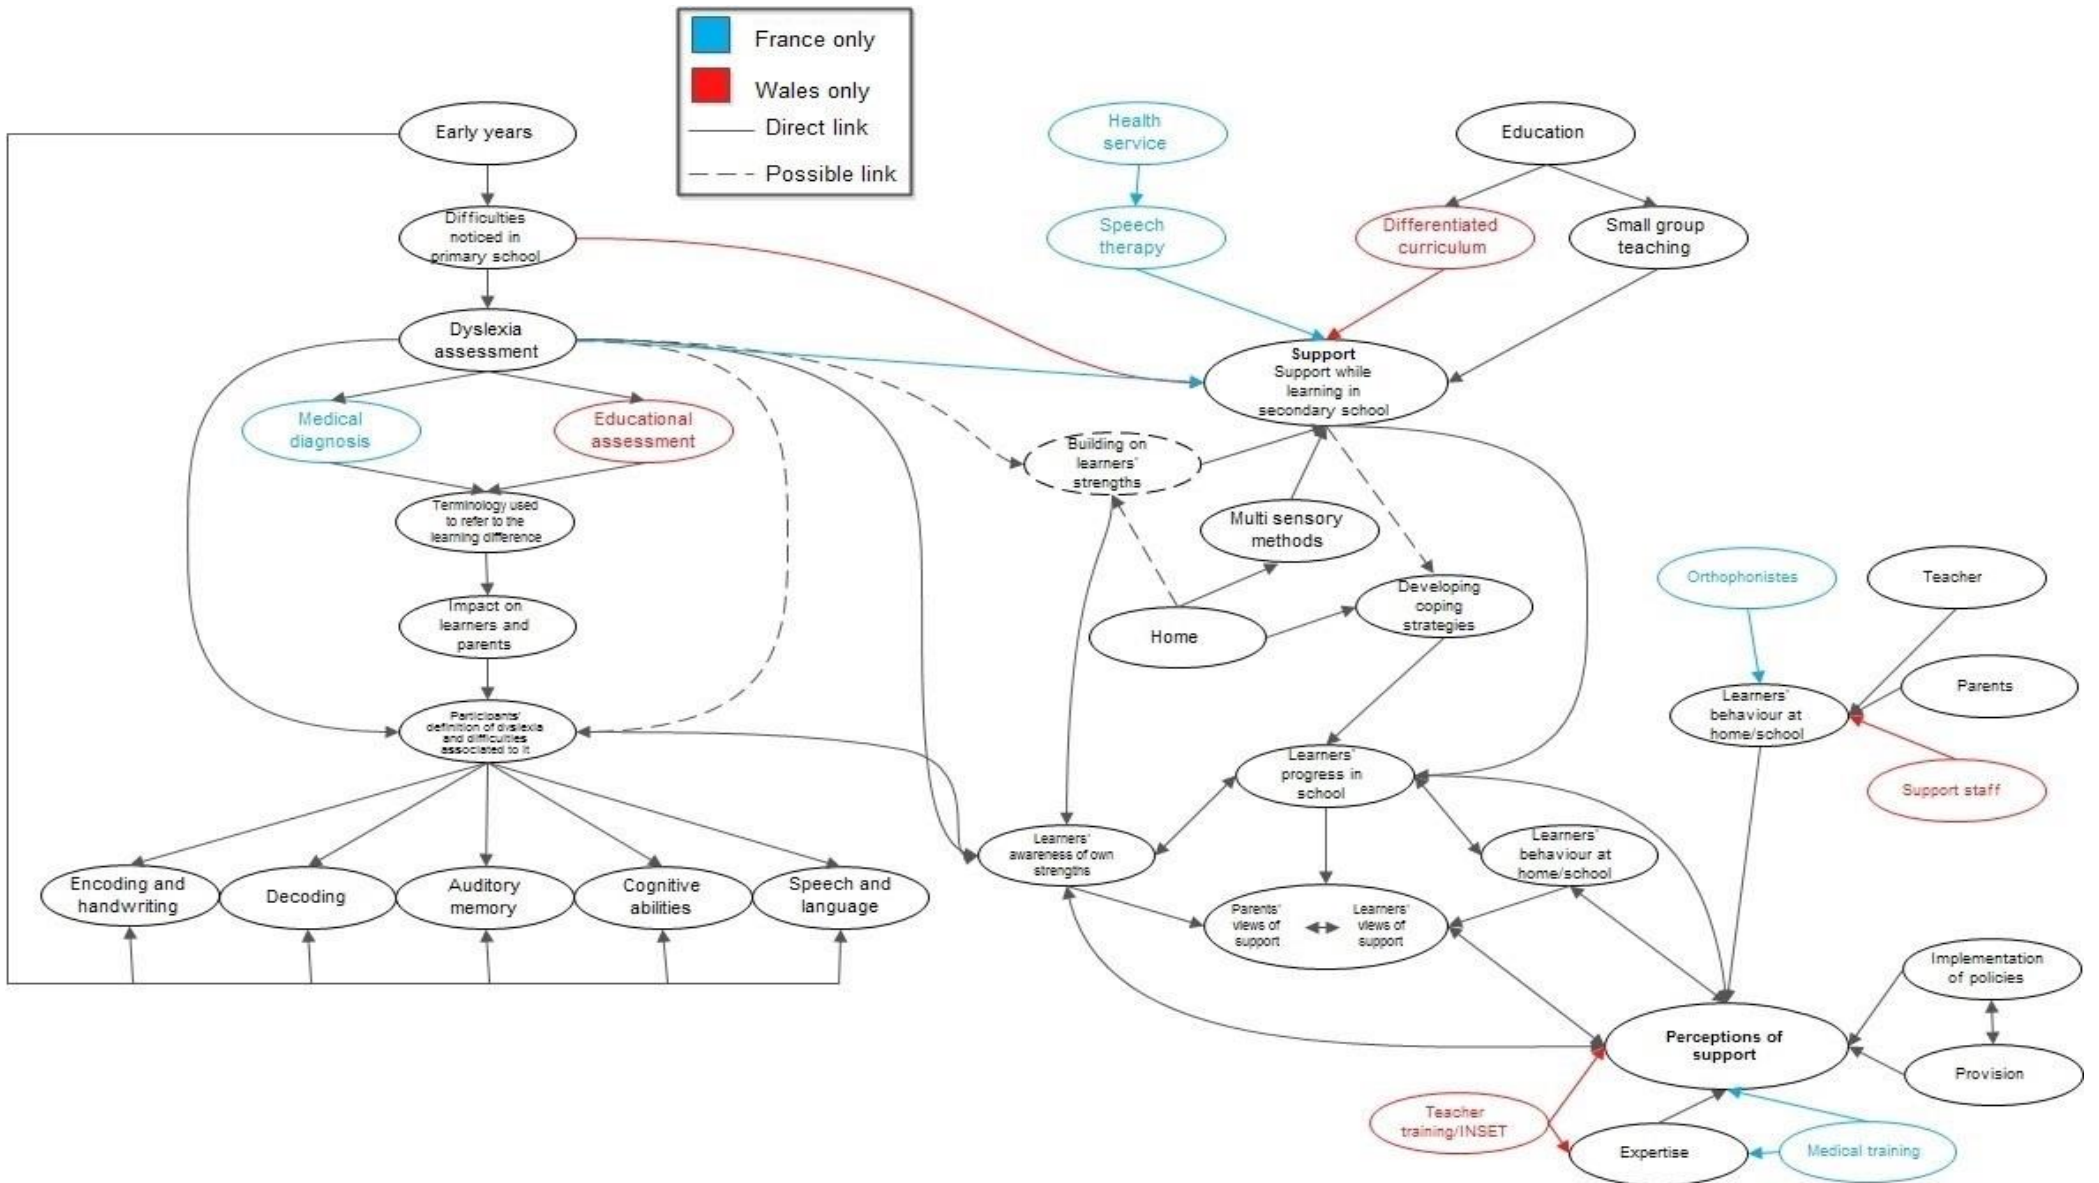 France only
Wales only
Direct link
Possible link
Early years
Difficulties
noticed in
primary school
Dyslexia
assessment
Medical
diagnosis
Educational
assessment
Terminology used
to refer to the
learning difference
Impact on
learners and
parents
Participants'
definition of dyslexia
and difficulties
associated to it
Encoding and
handwriting
Decoding
Auditory
memory
Cognitive
abilities
Speech and
language
Health
service
Speech
therapy
Education
Differentiated
curriculum
Small group
teaching
Support
Support while
learning in
secondary school
Building on
learners'
strengths
Multi sensory
methods
Home
Developing
coping
strategies
Learners'
progress in
school
Learners'
awareness of own
strengths
Learners'
behaviour at
home/school
Parents'
views of
support
Learners'
views of
support
Orthophonistes
Teacher
Parents
Learners'
behaviour at
home/school
Support staff
Implementation
of policies
Perceptions of
support
Provision
Teacher
training/INSET
Expertise
Medical training